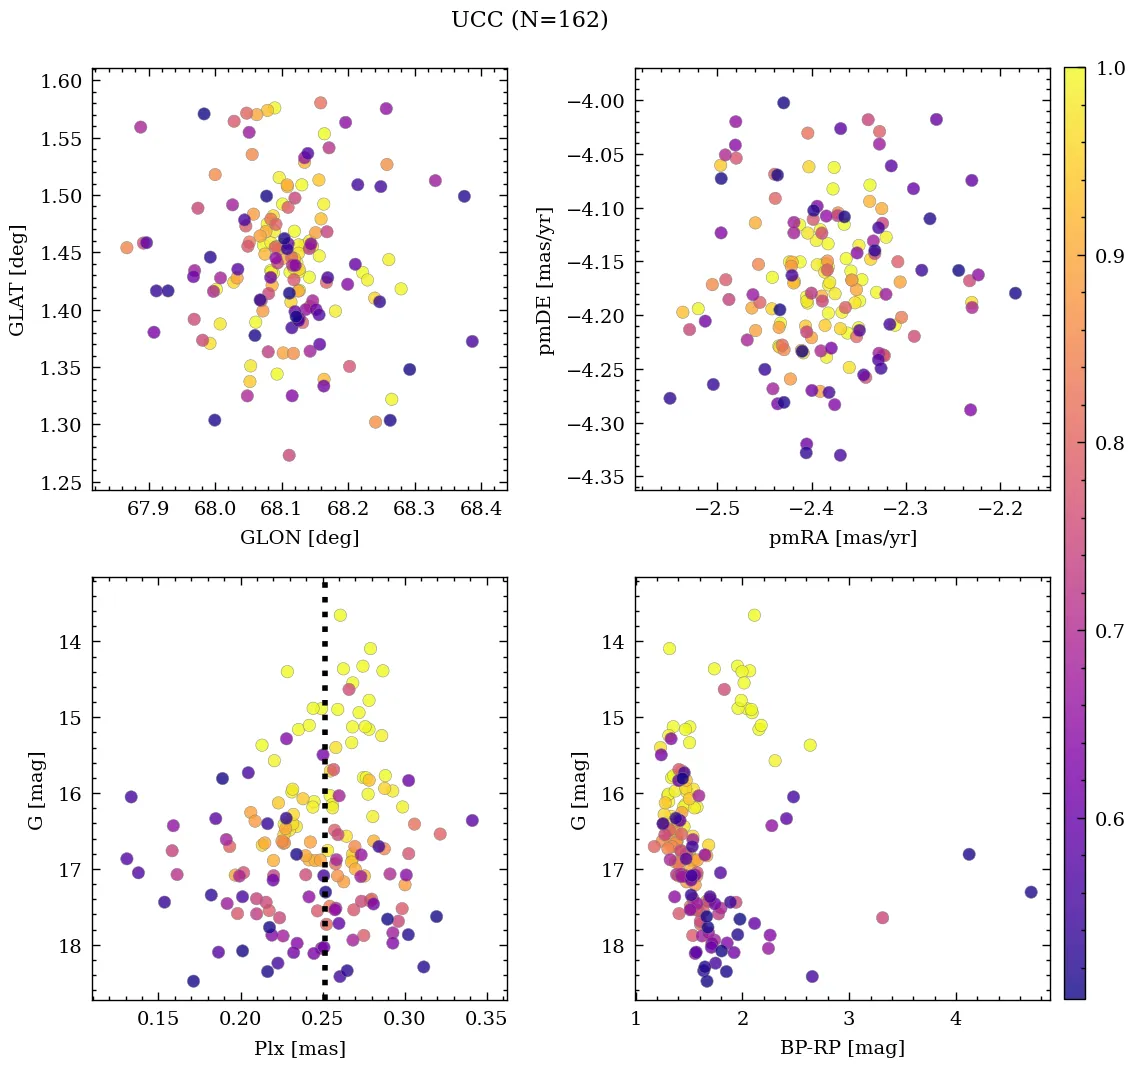 UCC (N=162)
1.60
1.55
1.50
1.45
1.40
1.35
1.30
1.25
GLAT [deg]
67.9 68.0 68.1 68.2 68.3 68.4
GLON [deg]
−4.00
−4.05
−4.10
−4.15
−4.20
−4.25
−4.30
−4.35
pmDE [mas/yr]
−2.5 −2.4 −2.3 −2.2
pmRA [mas/yr]
1.0
0.9
0.8
0.7
0.6
14
15
16
17
18
G [mag]
0.15 0.20 0.25 0.30 0.35
Plx [mas]
14
15
16
17
18
G [mag]
1 2 3 4
BP-RP [mag]